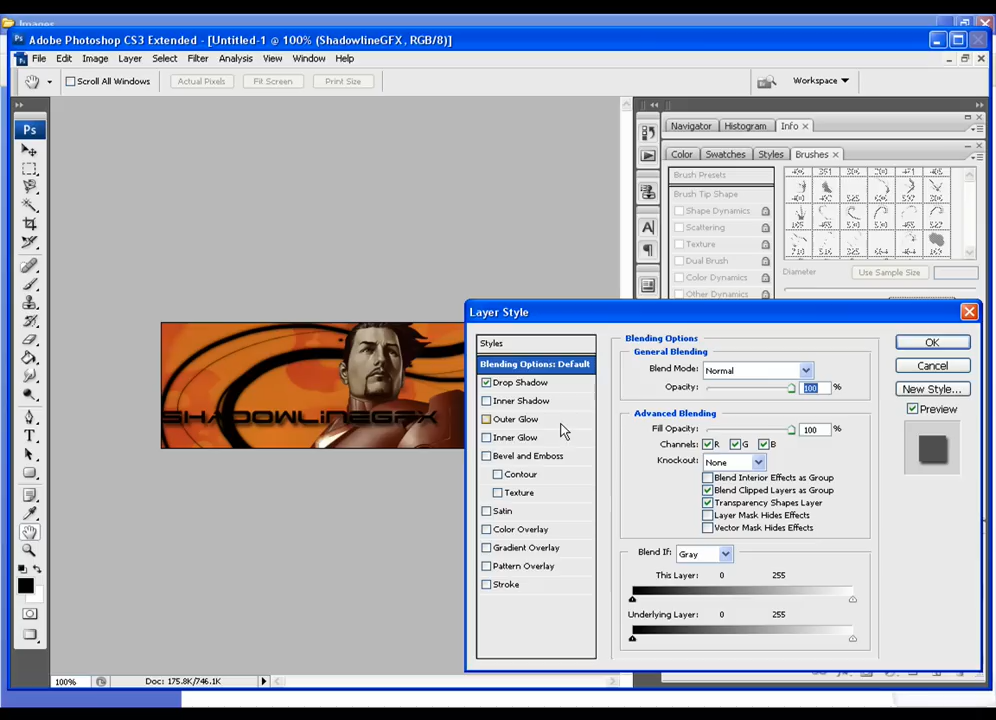 Images
Adobe Photoshop CS3 Extended - [Untitled-1 @ 100% (ShadowlineGFX, RGB/8)]
File Edit Image Layer Select Filter Analysis View Window Help
Scroll All Windows Actual Pixels Fit Screen Print Size Workspace
Ps
Navigator Histogram Info
Color Swatches Styles Brushes
Brush Presets
Brush Tip Shape
Shape Dynamics
Scattering
Texture
Dual Brush
Color Dynamics
Other Dynamics
Diameter Use Sample Size
SHADOWLiNEGFX
Layer Style
Styles
Blending Options: Default
Drop Shadow
Inner Shadow
Outer Glow
Inner Glow
Bevel and Emboss
Contour
Texture
Satin
Color Overlay
Gradient Overlay
Pattern Overlay
Stroke
Blending Options
General Blending
Blend Mode: Normal
Opacity: 100 %
Advanced Blending
Fill Opacity: 100 %
Channels: R G B
Knockout: None
Blend Interior Effects as Group
Blend Clipped Layers as Group
Transparency Shapes Layer
Layer Mask Hides Effects
Vector Mask Hides Effects
Blend If: Gray
This Layer: 0 255
Underlying Layer: 0 255
OK
Cancel
New Style...
Preview
100% Doc: 175.8K/746.1K